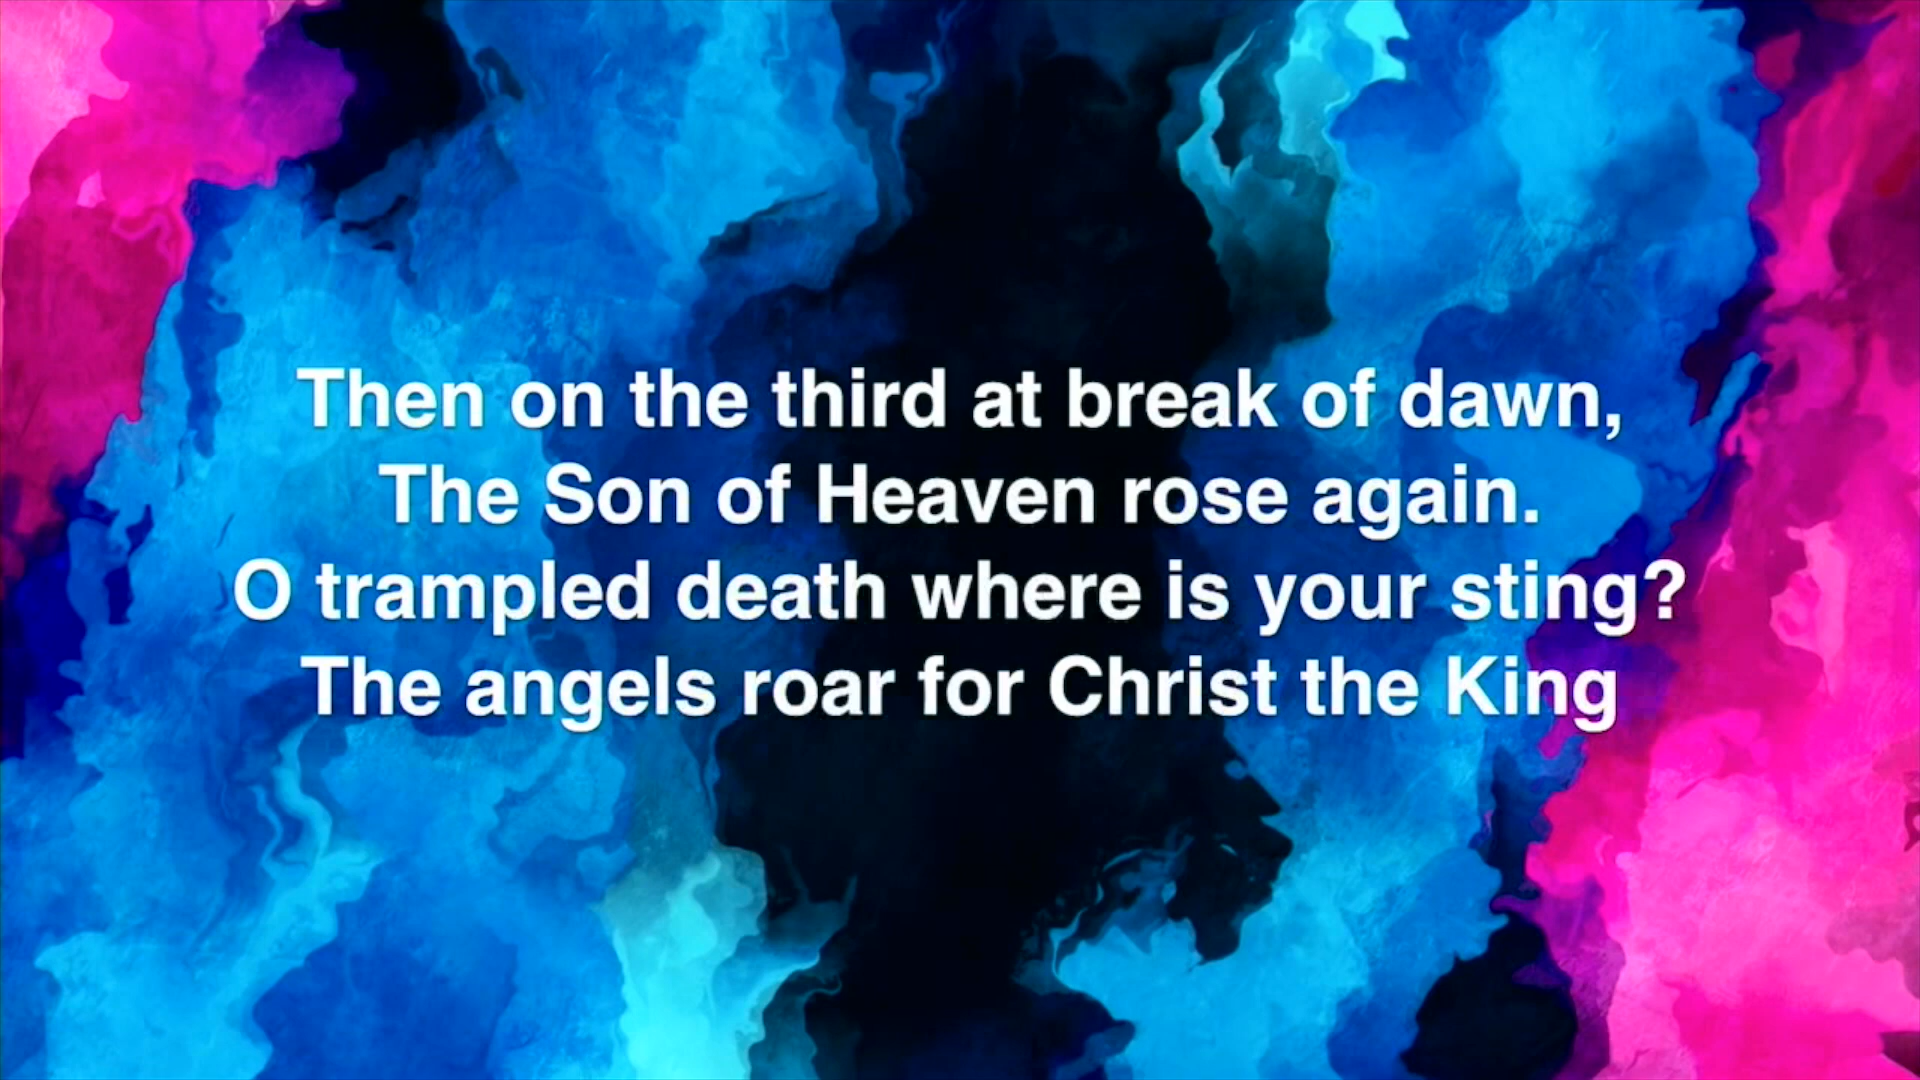 Then on the third at break of dawn,
The Son of Heaven rose again.
O trampled death where is your sting?
The angels roar for Christ the King